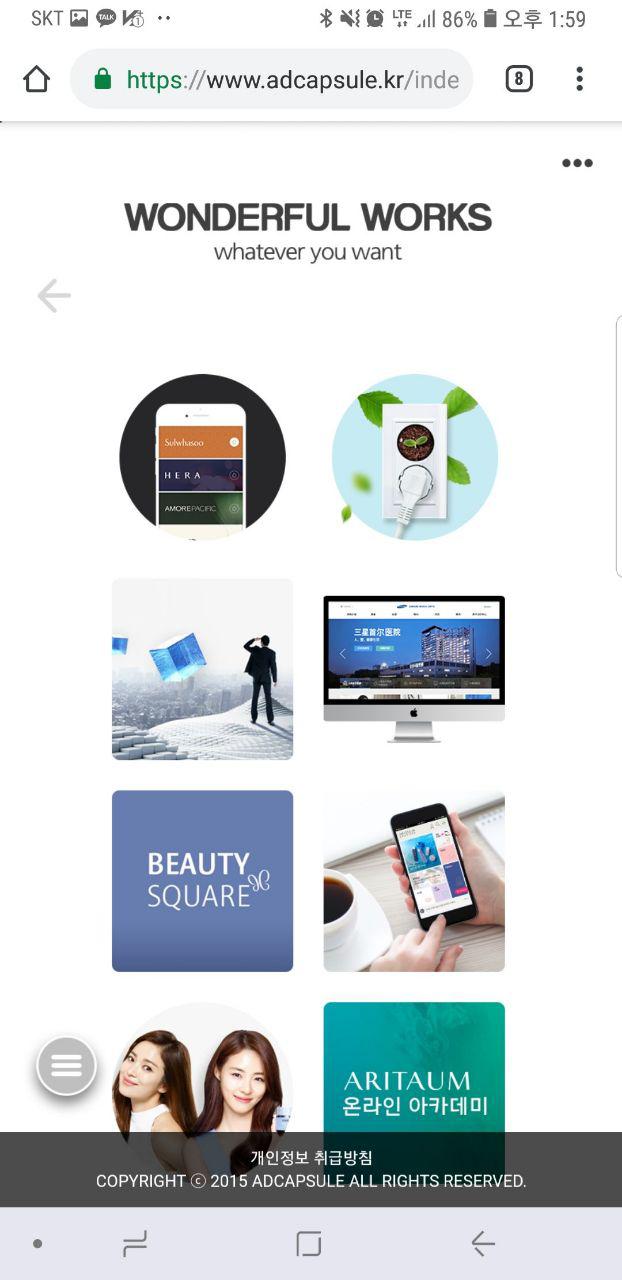 SKT
TALK
LTE
86%
오후 1:59
https://www.adcapsule.kr/inde
8
WONDERFUL WORKS
whatever you want
Sulwhasoo
HERA
AMOREPACIFIC
三星首尔医院
BEAUTY
SQUARE
ARITAUM
온라인 아카데미
개인정보 취급방침
COPYRIGHT ⓒ 2015 ADCAPSULE ALL RIGHTS RESERVED.